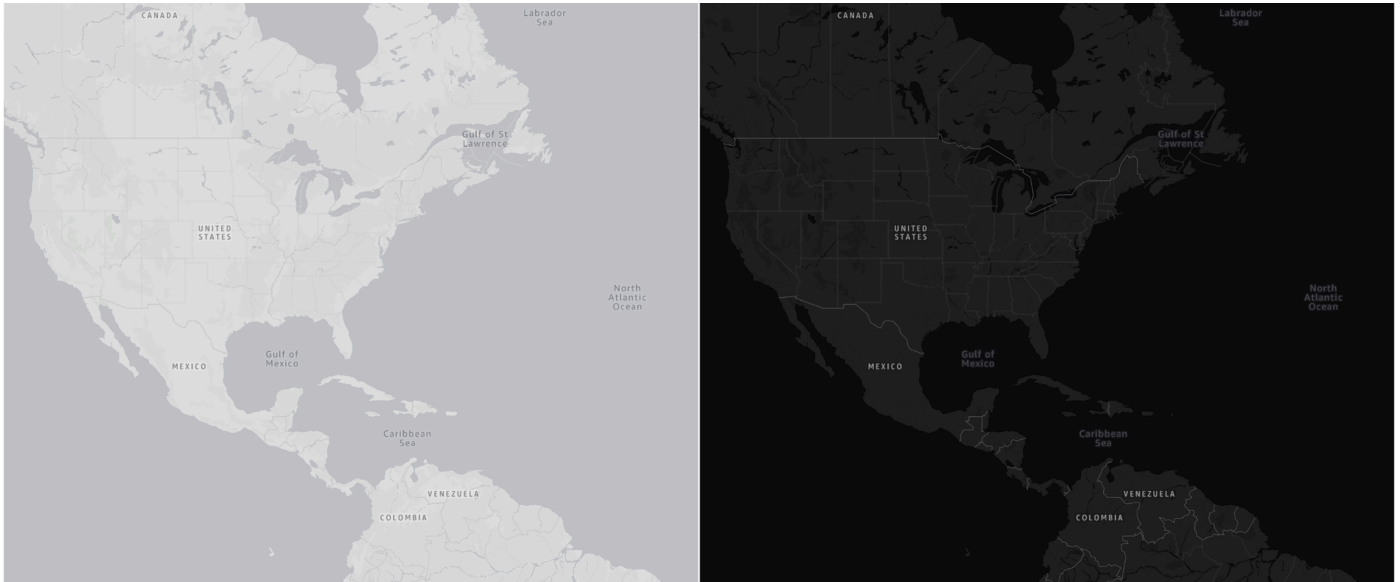 CANADA
Labrador
Sea
Gulf of St
Lawrence
UNITED
STATES
North
Atlantic
Ocean
Gulf of
Mexico
MEXICO
Caribbean
Sea
VENEZUELA
COLOMBIA
CANADA
Labrador
Sea
Gulf of St
Lawrence
UNITED
STATES
North
Atlantic
Ocean
Gulf of
Mexico
MEXICO
Caribbean
Sea
VENEZUELA
COLOMBIA